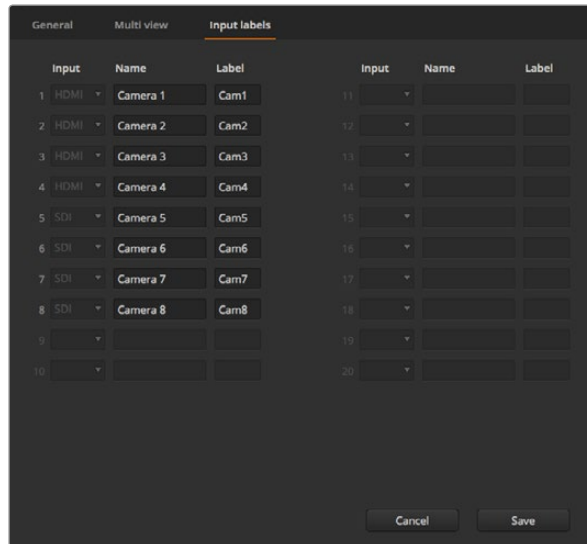 General Multi view Input labels
Input Name Label Input Name Label
1 HDMI Camera 1 Cam1 11
2 HDMI Camera 2 Cam2 12
3 HDMI Camera 3 Cam3 13
4 HDMI Camera 4 Cam4 14
5 SDI Camera 5 Cam5 15
6 SDI Camera 6 Cam6 16
7 SDI Camera 7 Cam7 17
8 SDI Camera 8 Cam8 18
9 19
10 20
Cancel Save